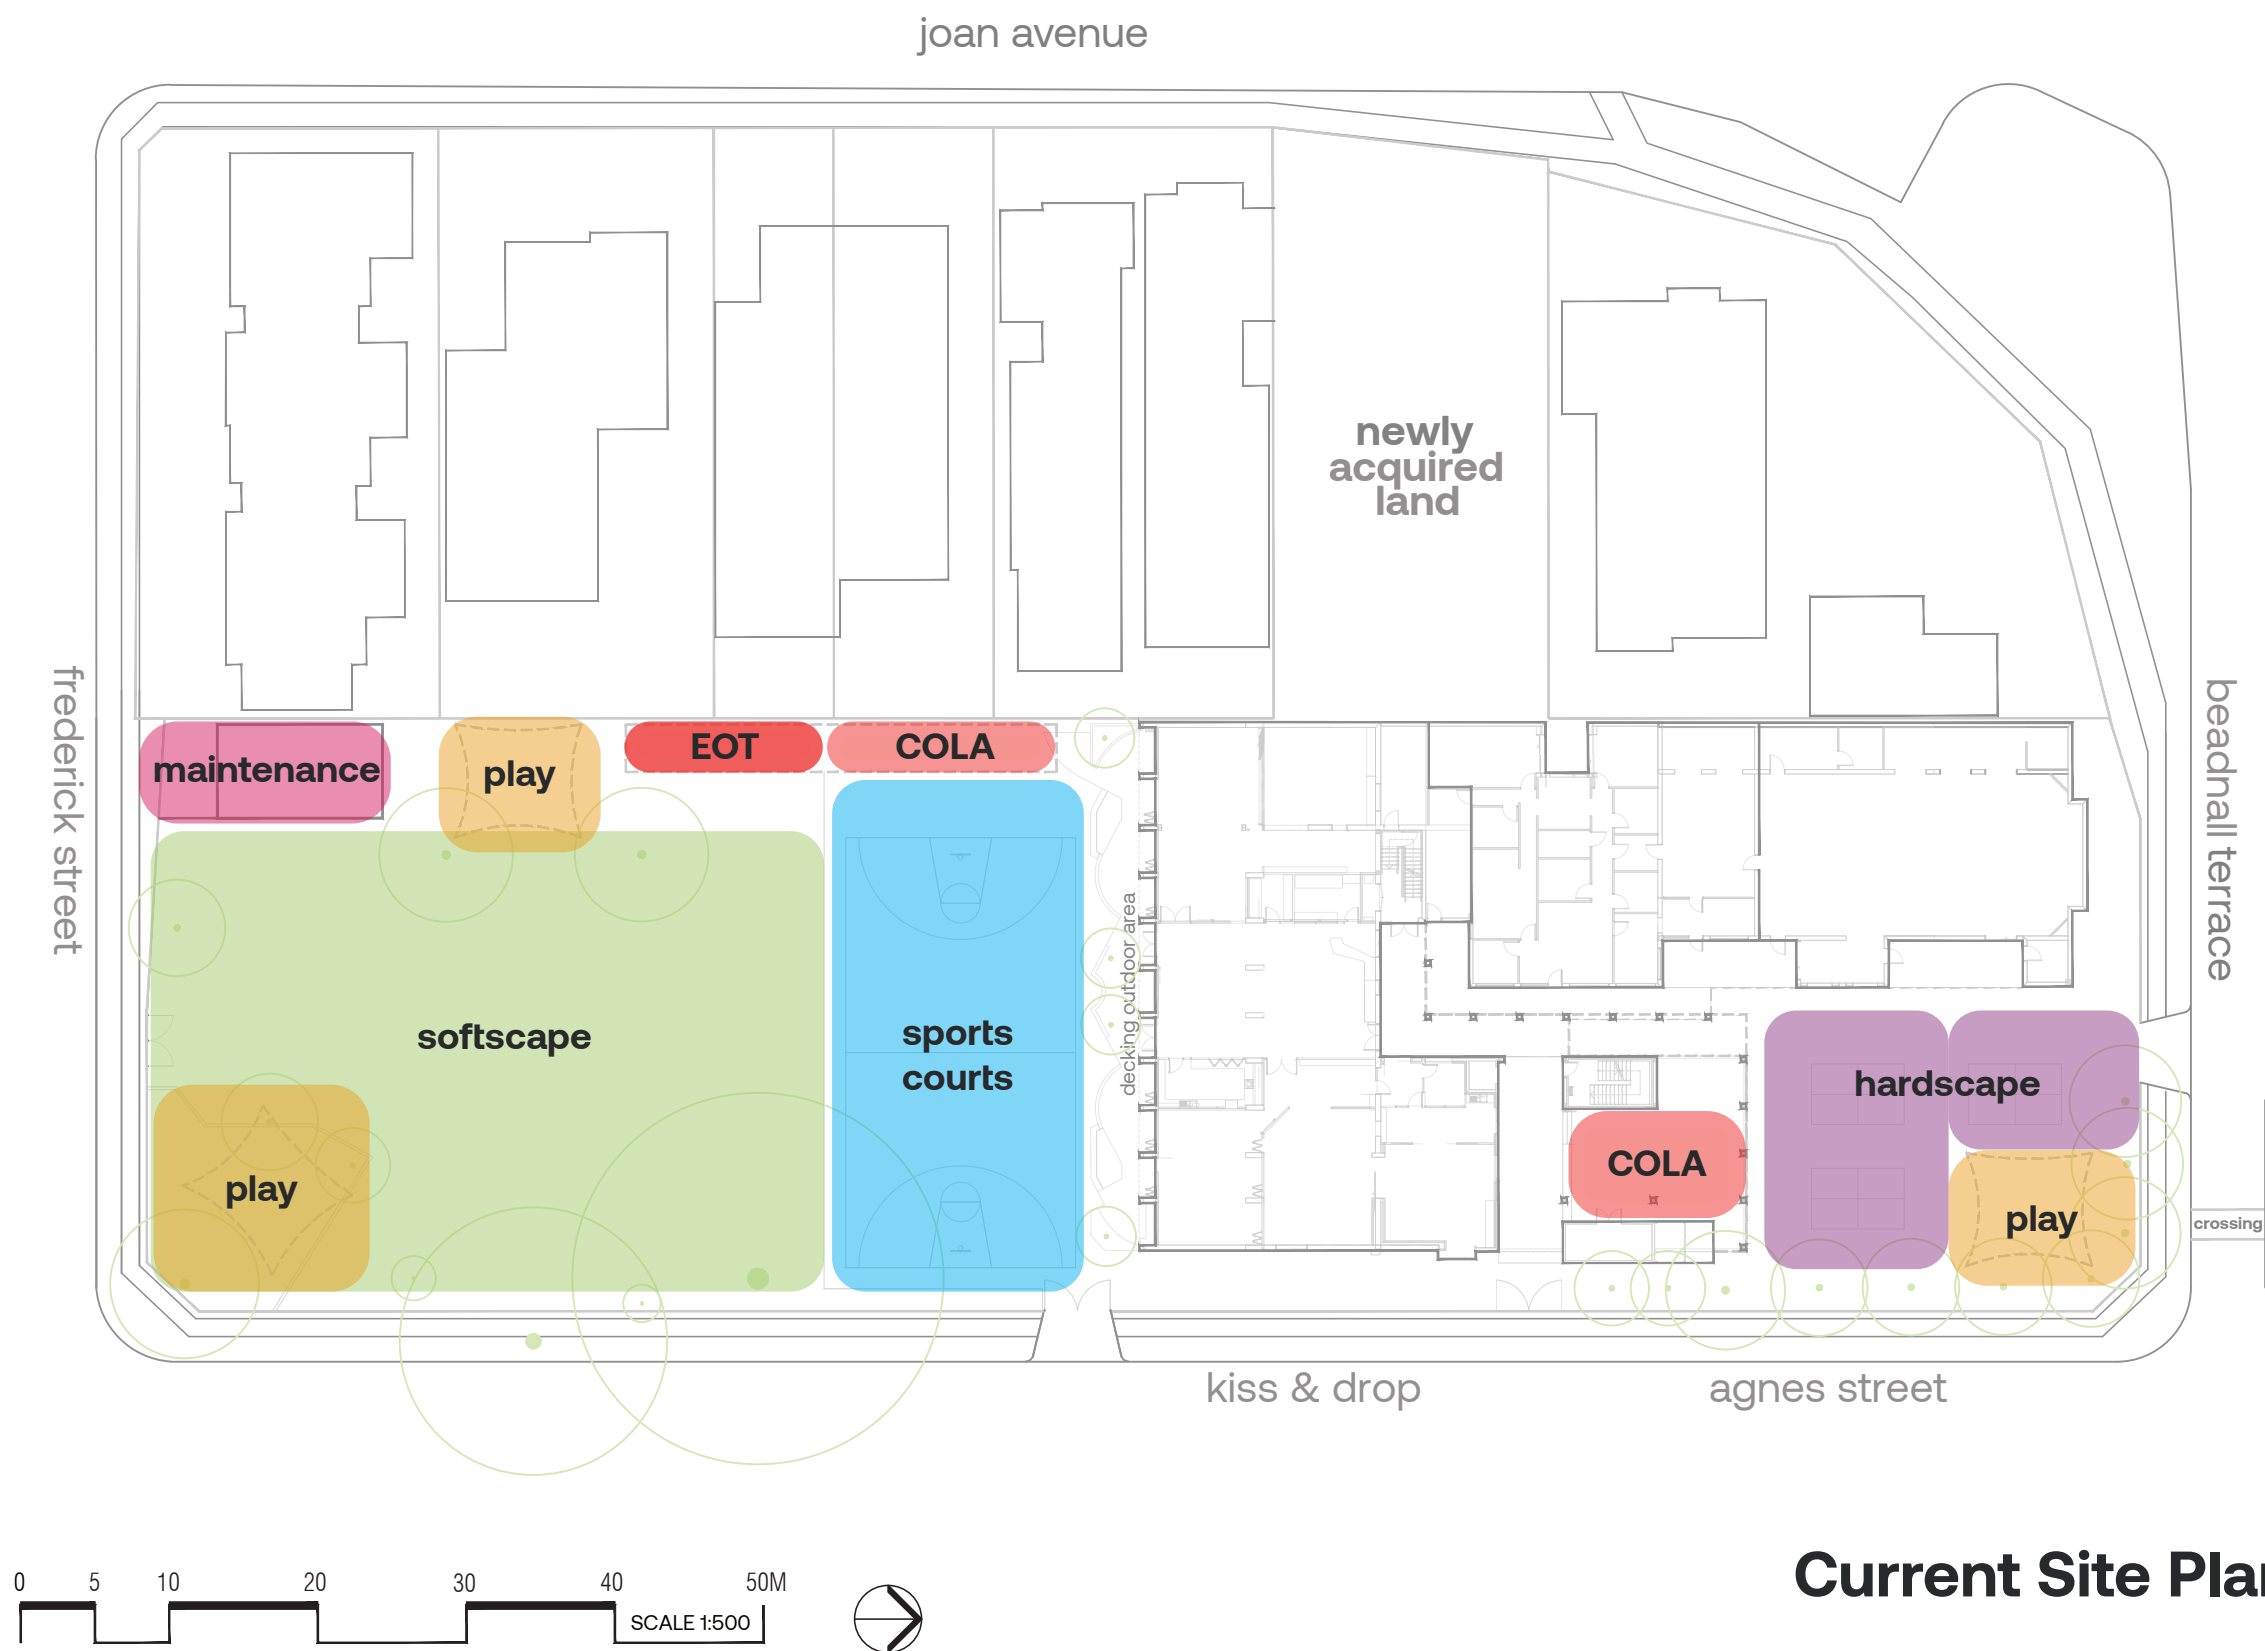 joan avenue
newly
acquired
land
frederick street
beadnall terrace
maintenance
play
EOT
COLA
decking outdoor area
softscape
sports
courts
hardscape
COLA
play
play
crossing
kiss & drop
agnes street
Current Site Plan
0 5 10 20 30 40 50M
SCALE 1:500